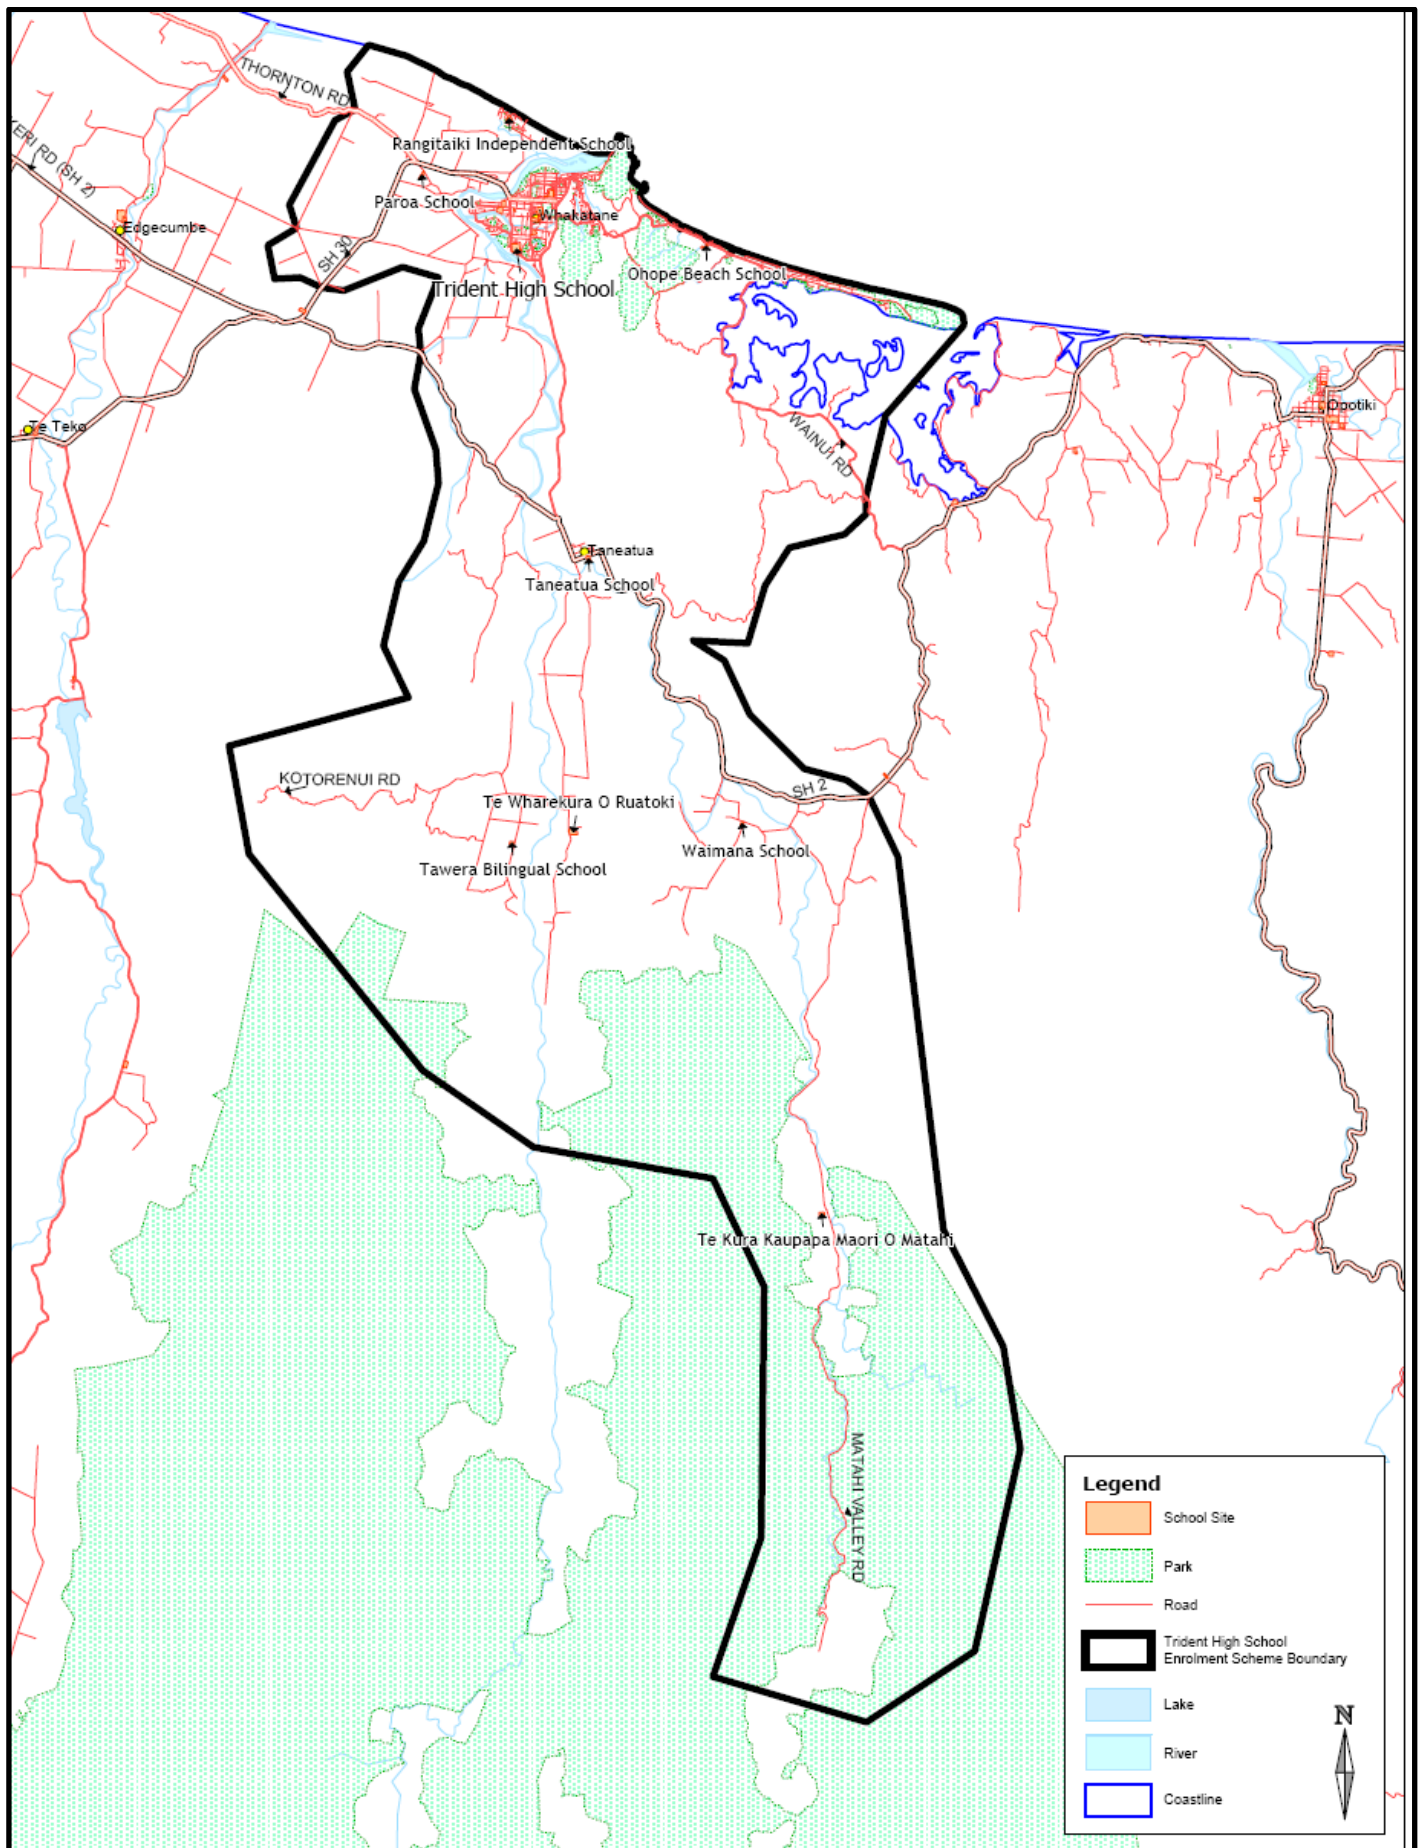 THORNTON RD
KERI RD (SH 2)
Rangitaiki Independent School
Paroa School
Whakatane
Edgecumbe
SH 30
Ohope Beach School
Trident High School
Opotiki
Te Teko
WAINUI RD
Taneatua
Taneatua School
KOTORENUI RD
SH 2
Te Wharekura O Ruatoki
Waimana School
Tawera Bilingual School
Te Kura Kaupapa Maori O Matahi
MATAHI VALLEY RD
Legend
School Site
Park
Road
Trident High School
Enrolment Scheme Boundary
Lake
N
River
Coastline